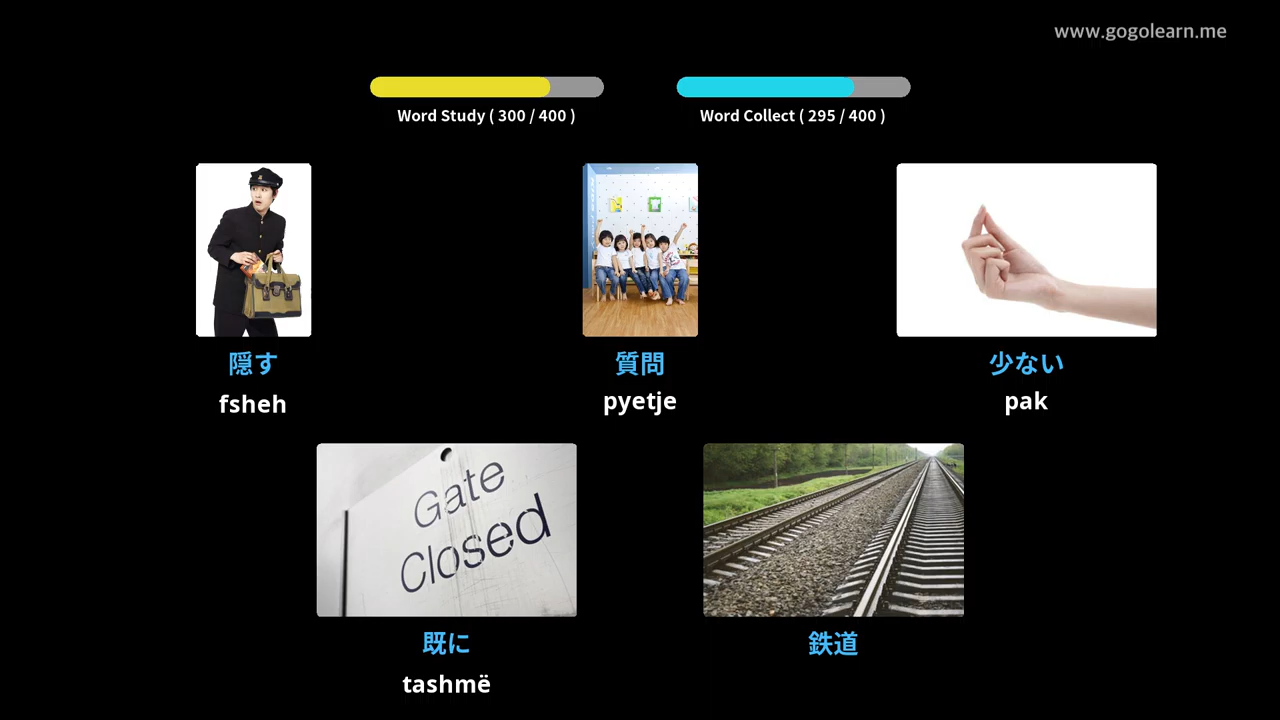 www.gogolearn.me
Word Study ( 300 / 400 )
Word Collect ( 295 / 400 )
隠す
fsheh
質問
pyetje
少ない
pak
Gate
Closed
既に
tashmë
鉄道